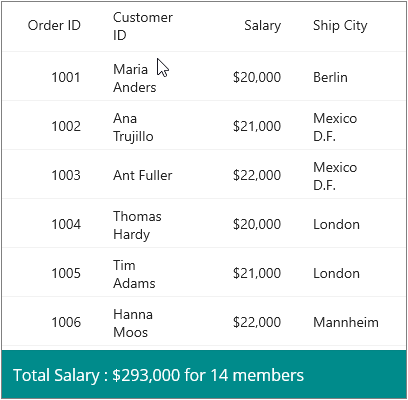 Order ID Customer ID Salary Ship City
1001 Maria Anders $20,000 Berlin
1002 Ana Trujillo $21,000 Mexico D.F.
1003 Ant Fuller $22,000 Mexico D.F.
1004 Thomas Hardy $20,000 London
1005 Tim Adams $21,000 London
1006 Hanna Moos $22,000 Mannheim
Total Salary : $293,000 for 14 members